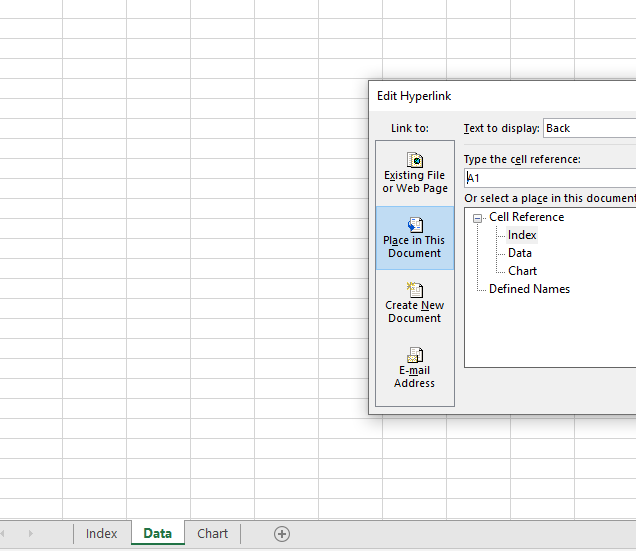 Edit Hyperlink
Link to:
Text to display: Back
Existing File
or Web Page
Type the cell reference:
A1
Or select a place in this document
Place in This
Document
Cell Reference
Index
Data
Chart
Defined Names
Create New
Document
E-mail
Address
Index Data Chart